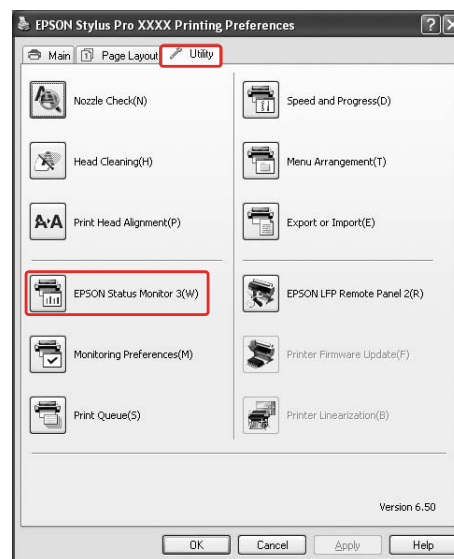 EPSON Stylus Pro XXXX Printing Preferences
Main Page Layout Utility
Nozzle Check(N)
Speed and Progress(D)
Head Cleaning(H)
Menu Arrangement(T)
A·A Print Head Alignment(P)
Export or Import(E)
EPSON Status Monitor 3(W)
EPSON LFP Remote Panel 2(R)
Monitoring Preferences(M)
Printer Firmware Update(F)
Print Queue(S)
Printer Linearization(B)
Version 6.50
OK Cancel Apply Help